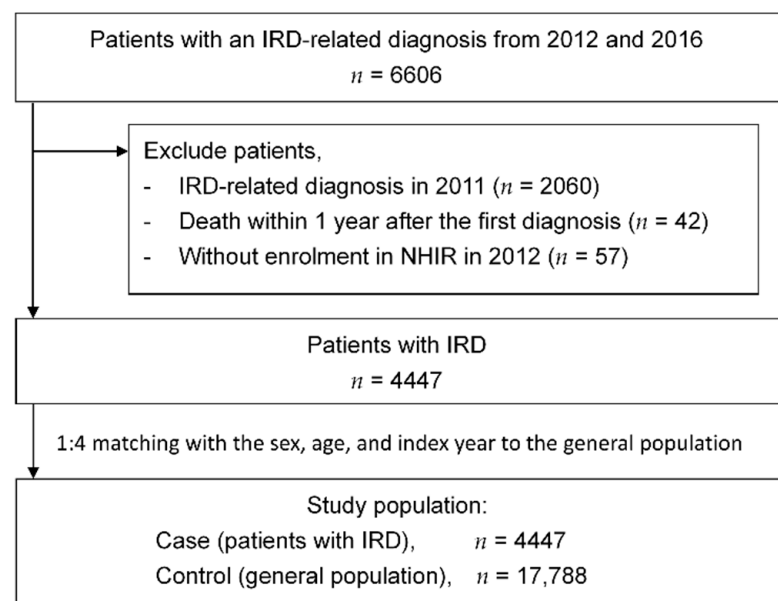 Patients with an IRD-related diagnosis from 2012 and 2016
n = 6606
Exclude patients,
- IRD-related diagnosis in 2011 (n = 2060)
- Death within 1 year after the first diagnosis (n = 42)
- Without enrolment in NHIR in 2012 (n = 57)
Patients with IRD
n = 4447
1:4 matching with the sex, age, and index year to the general population
Study population:
Case (patients with IRD), n = 4447
Control (general population), n = 17,788